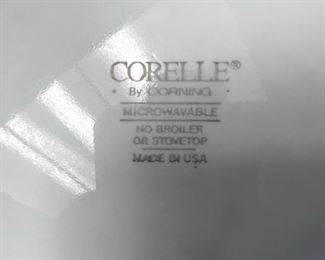 CORELLE®
By CORNING
MICROWAVABLE
NO BROILER
OR STOVETOP
MADE IN USA